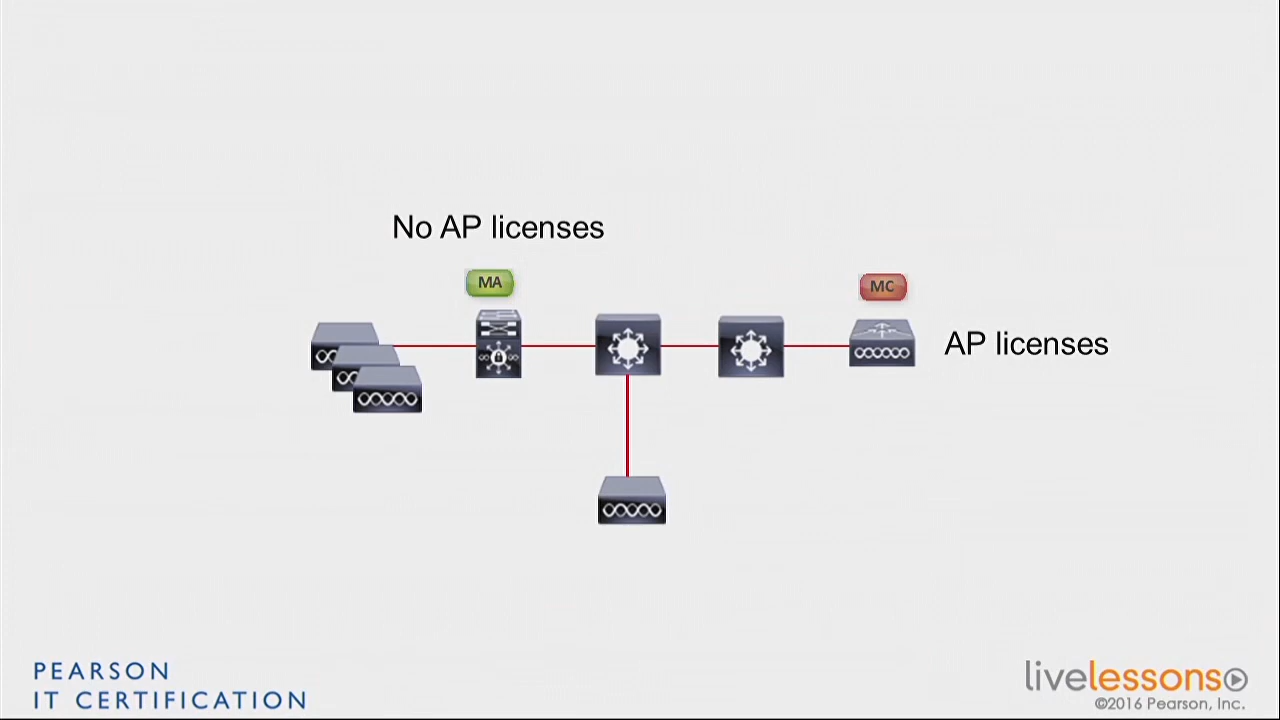 No AP licenses
MA
MC
AP licenses
PEARSON
IT CERTIFICATION
livelessons
©2016 Pearson, Inc.